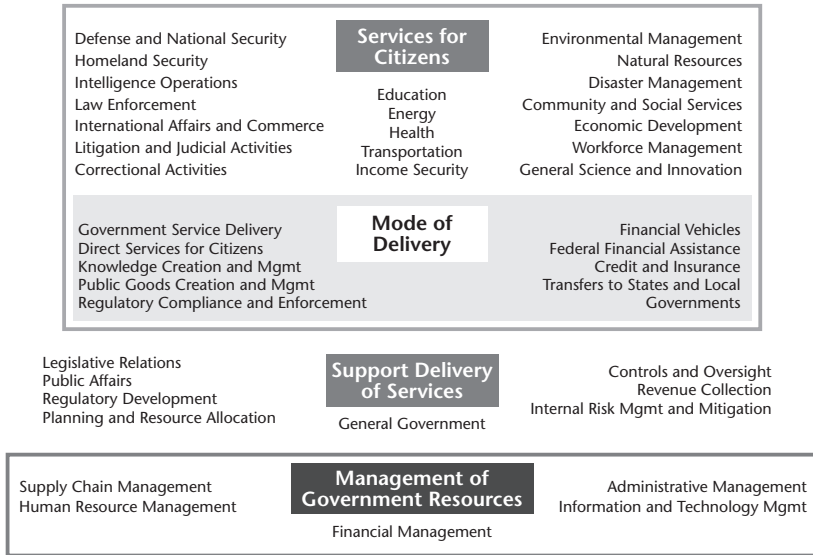 Defense and National Security
Homeland Security
Intelligence Operations
Law Enforcement
International Affairs and Commerce
Litigation and Judicial Activities
Correctional Activities
Services for
Citizens
Education
Energy
Health
Transportation
Income Security
Environmental Management
Natural Resources
Disaster Management
Community and Social Services
Economic Development
Workforce Management
General Science and Innovation
Government Service Delivery
Direct Services for Citizens
Knowledge Creation and Mgmt
Public Goods Creation and Mgmt
Regulatory Compliance and Enforcement
Mode of
Delivery
Financial Vehicles
Federal Financial Assistance
Credit and Insurance
Transfers to States and Local
Governments
Legislative Relations
Public Affairs
Regulatory Development
Planning and Resource Allocation
Support Delivery
of Services
General Government
Controls and Oversight
Revenue Collection
Internal Risk Mgmt and Mitigation
Supply Chain Management
Human Resource Management
Management of
Government Resources
Financial Management
Administrative Management
Information and Technology Mgmt